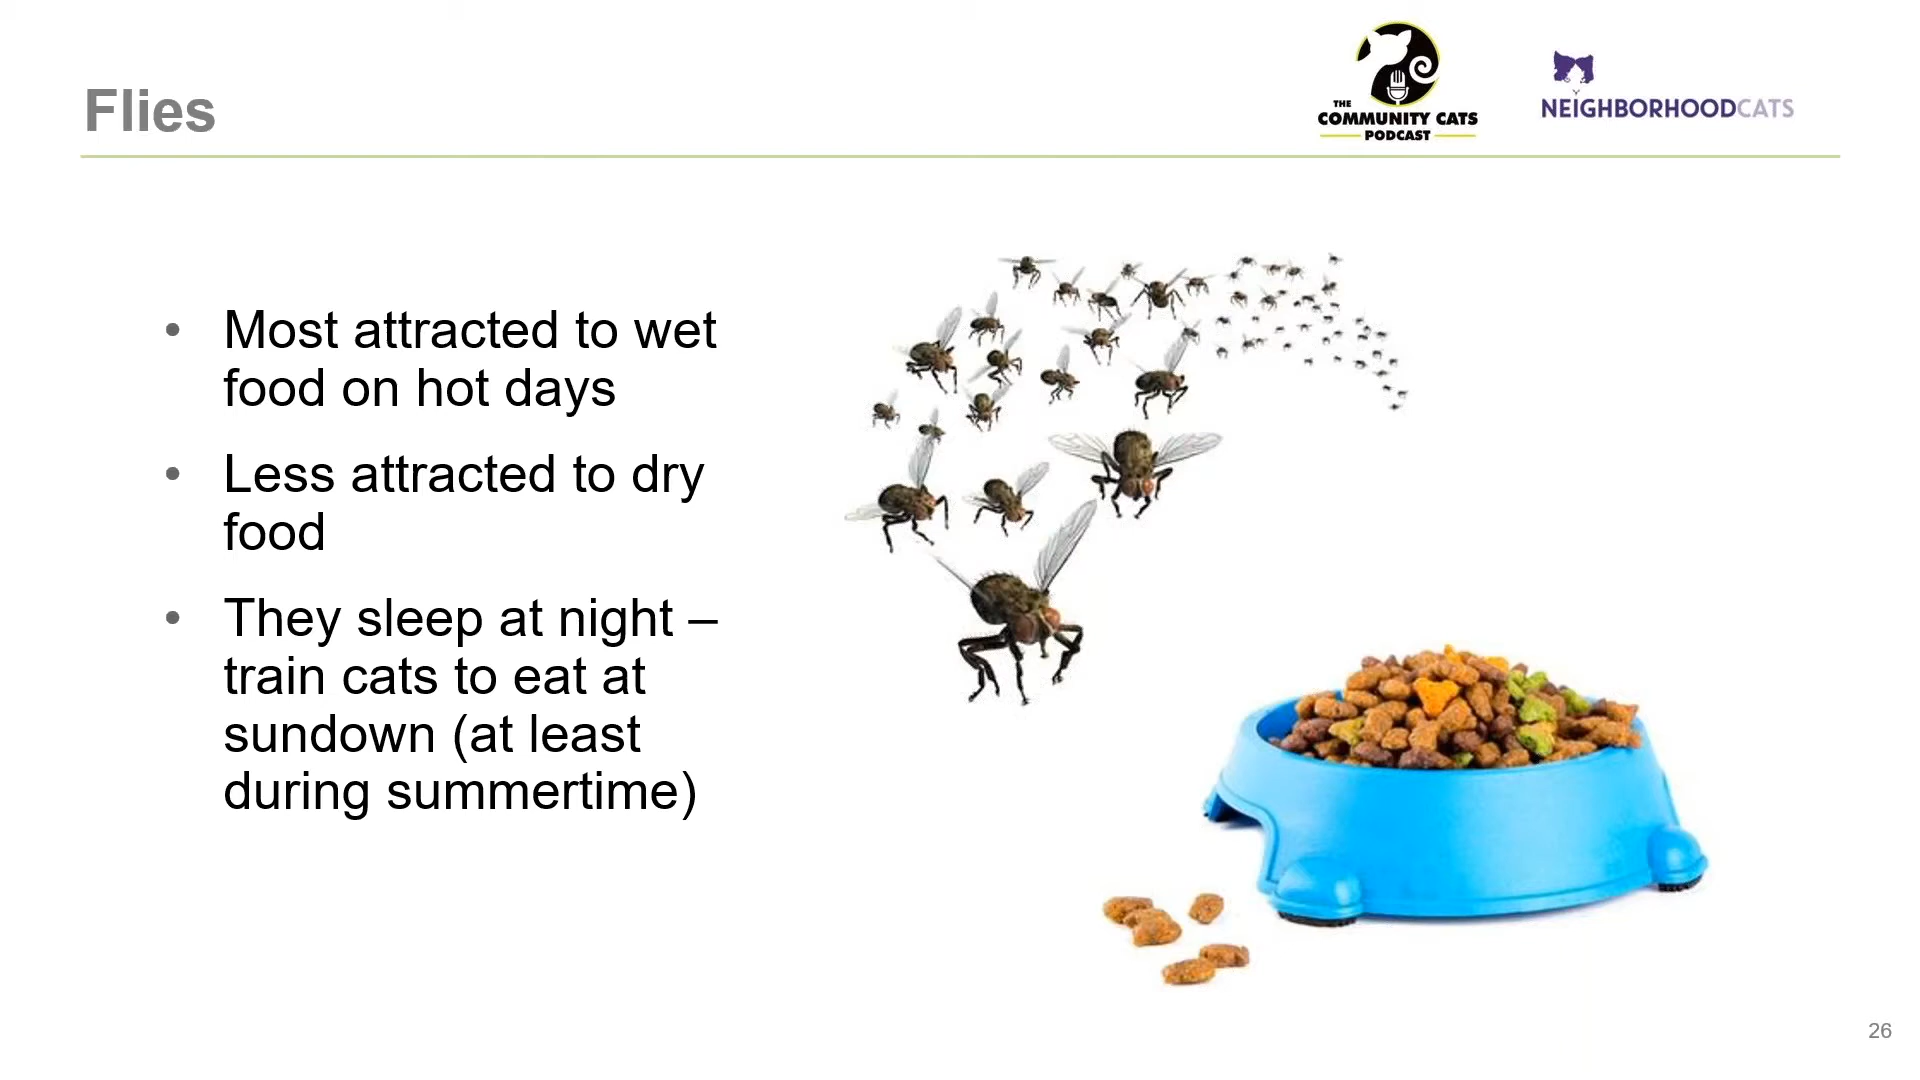 Flies
THE
COMMUNITY CATS
PODCAST
NEIGHBORHOODCATS
• Most attracted to wet
food on hot days
• Less attracted to dry
food
• They sleep at night –
train cats to eat at
sundown (at least
during summertime)
26